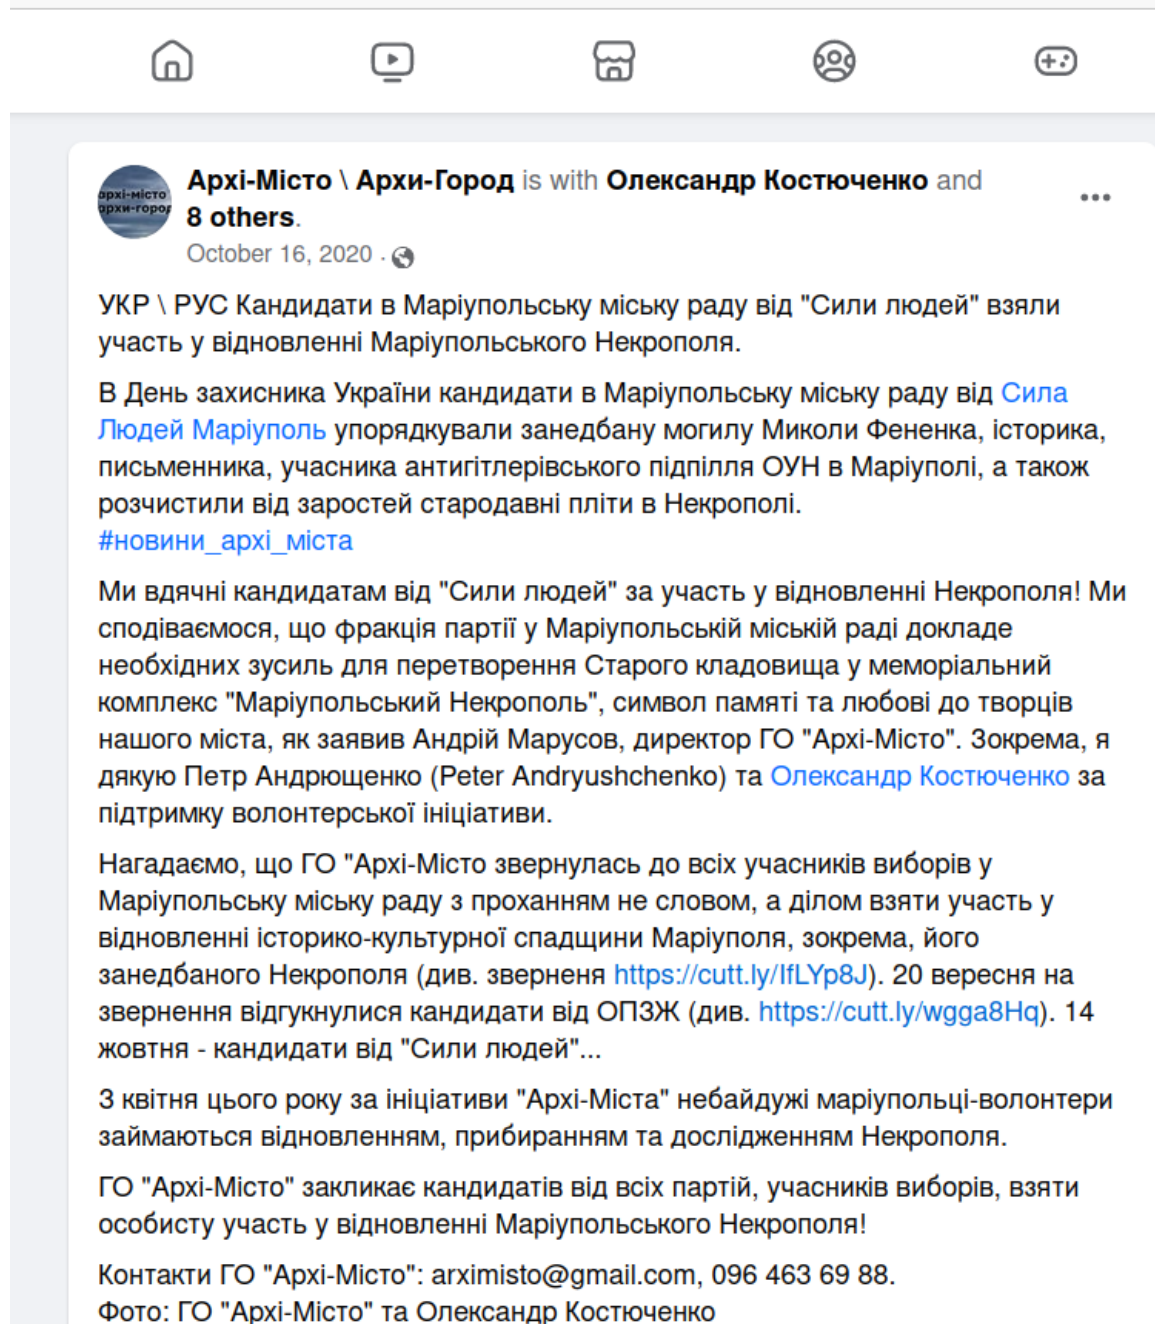 архі-місто
архи-город
Архі-Місто \ Архи-Город is with Олександр Костюченко and
8 others.
October 16, 2020 ·
УКР \ РУС Кандидати в Маріупольську міську раду від "Сили людей" взяли
участь у відновленні Маріупольського Некрополя.
В День захисника України кандидати в Маріупольську міську раду від Сила
Людей Маріуполь упорядкували занедбану могилу Миколи Фененка, історика,
письменника, учасника антигітлерівського підпілля ОУН в Маріуполі, а також
розчистили від заростей стародавні пліти в Некрополі.
#новини_архі_міста
Ми вдячні кандидатам від "Сили людей" за участь у відновленні Некрополя! Ми
сподіваємося, що фракція партії у Маріупольській міській раді докладе
необхідних зусиль для перетворення Старого кладовища у меморіальний
комплекс "Маріупольський Некрополь", символ памяті та любові до творців
нашого міста, як заявив Андрій Марусов, директор ГО "Архі-Місто". Зокрема, я
дякую Петр Андрющенко (Peter Andryushchenko) та Олександр Костюченко за
підтримку волонтерської ініціативи.
Нагадаємо, що ГО "Архі-Місто звернулась до всіх учасників виборів у
Маріупольську міську раду з проханням не словом, а ділом взяти участь у
відновленні історико-культурної спадщини Маріуполя, зокрема, його
занедбаного Некрополя (див. зверненя https://cutt.ly/IfLYp8J). 20 вересня на
звернення відгукнулися кандидати від ОПЗЖ (див. https://cutt.ly/wgga8Hq). 14
жовтня - кандидати від "Сили людей"...
З квітня цього року за ініціативи "Архі-Міста" небайдужі маріупольці-волонтери
займаються відновленням, прибиранням та дослідженням Некрополя.
ГО "Архі-Місто" закликає кандидатів від всіх партій, учасників виборів, взяти
особисту участь у відновленні Маріупольського Некрополя!
Контакти ГО "Архі-Місто": arximisto@gmail.com, 096 463 69 88.
Фото: ГО "Архі-Місто" та Олександр Костюченко